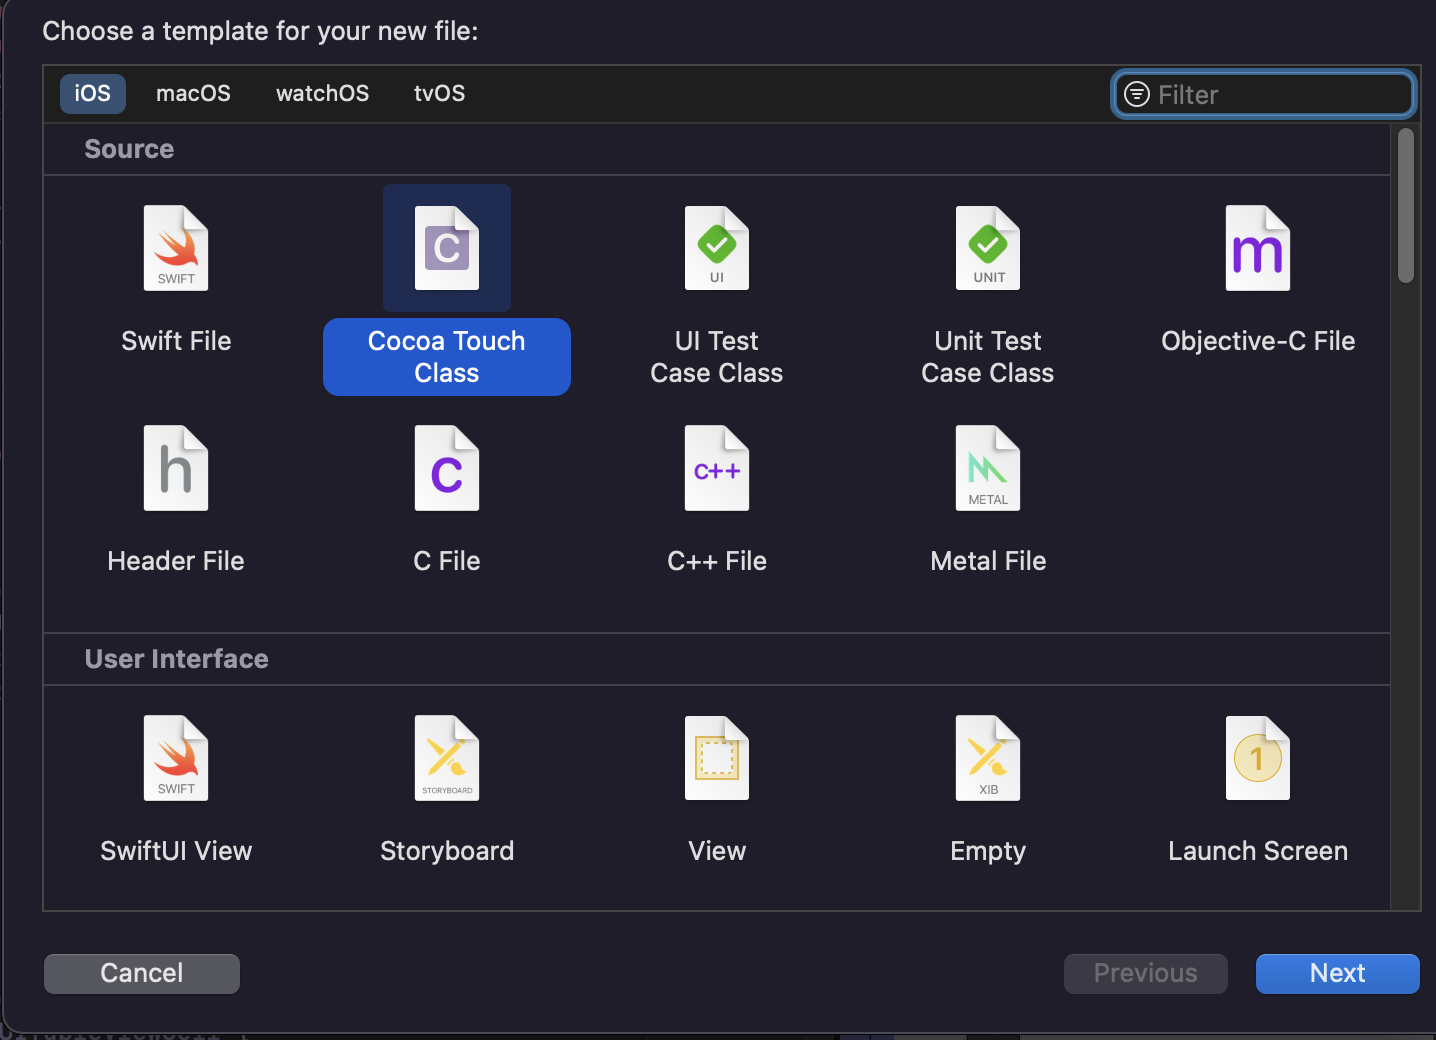 Choose a template for your new file:
iOS macOS watchOS tvOS Filter
Source
SWIFT
Swift File
C
Cocoa Touch
Class
UI
UI Test
Case Class
UNIT
Unit Test
Case Class
m
Objective-C File
h
Header File
C
C File
C++
C++ File
METAL
Metal File
User Interface
SWIFT
SwiftUI View
STORYBOARD
Storyboard
View
XIB
Empty
1
Launch Screen
Cancel Previous Next